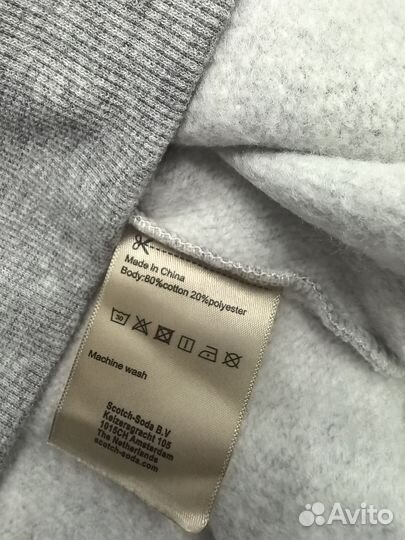 Made In China
Body:80%cotton 20%polyester
30
Machine wash
Scotch-Soda B.V
Keizersgracht 105
1015CH Amsterdam
The Netherlands
scotch-soda.com
Avito